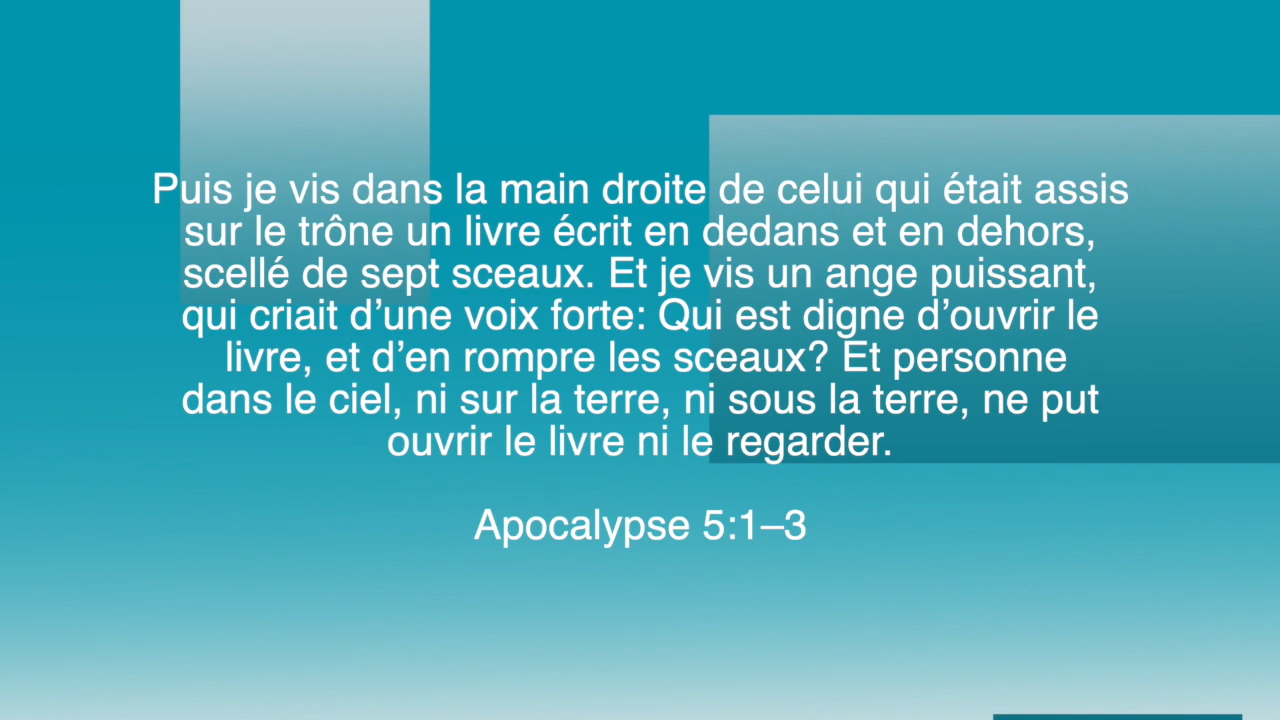 Puis je vis dans la main droite de celui qui était assis
sur le trône un livre écrit en dedans et en dehors,
scellé de sept sceaux. Et je vis un ange puissant,
qui criait d’une voix forte: Qui est digne d’ouvrir le
livre, et d’en rompre les sceaux? Et personne
dans le ciel, ni sur la terre, ni sous la terre, ne put
ouvrir le livre ni le regarder.
Apocalypse 5:1–3